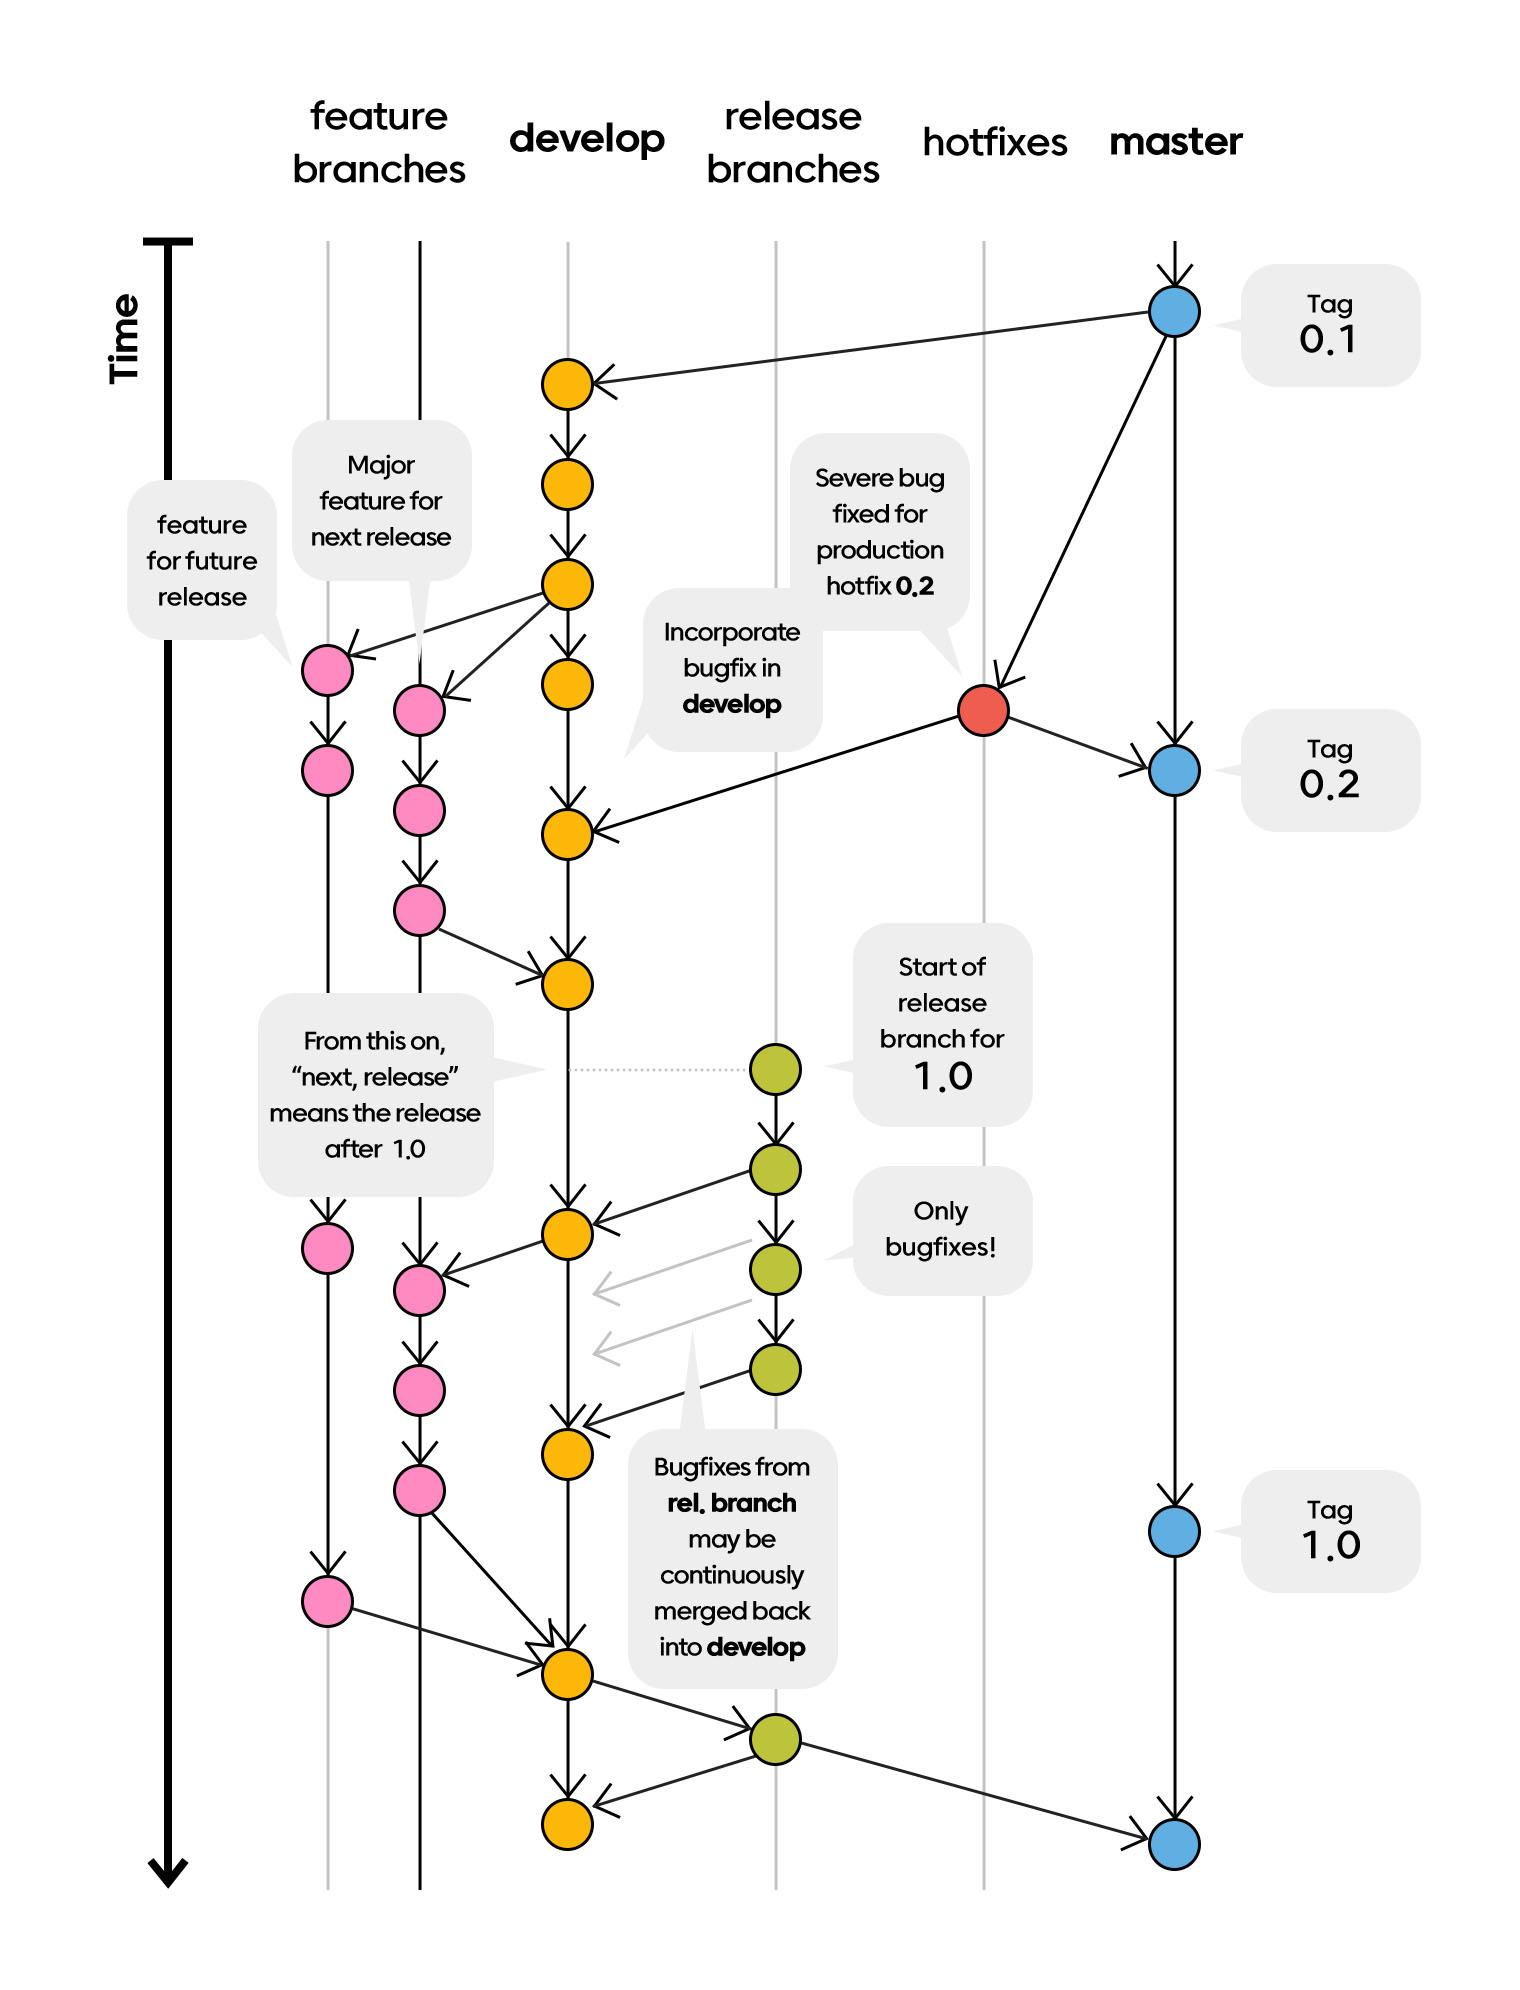 feature
branches
develop
release
branches
hotfixes
master
Time
Tag
0.1
Major
feature for
next release
feature
for future
release
Severe bug
fixed for
production
hotfix 0.2
Incorporate
bugfix in
develop
Tag
0.2
Start of
release
branch for
1.0
From this on,
“next, release”
means the release
after 1.0
Only
bugfixes!
Bugfixes from
rel. branch
may be
continuously
merged back
into develop
Tag
1.0